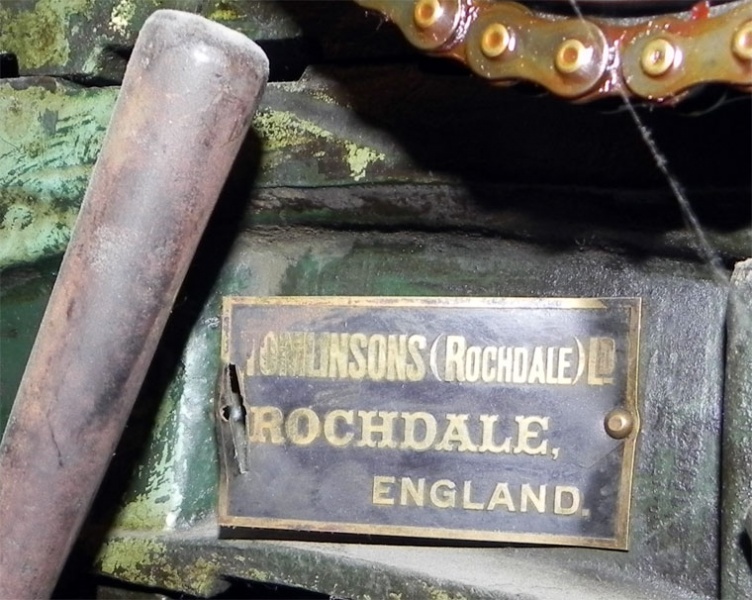 TOMLINSONS (ROCHDALE) LD
ROCHDALE,
ENGLAND.